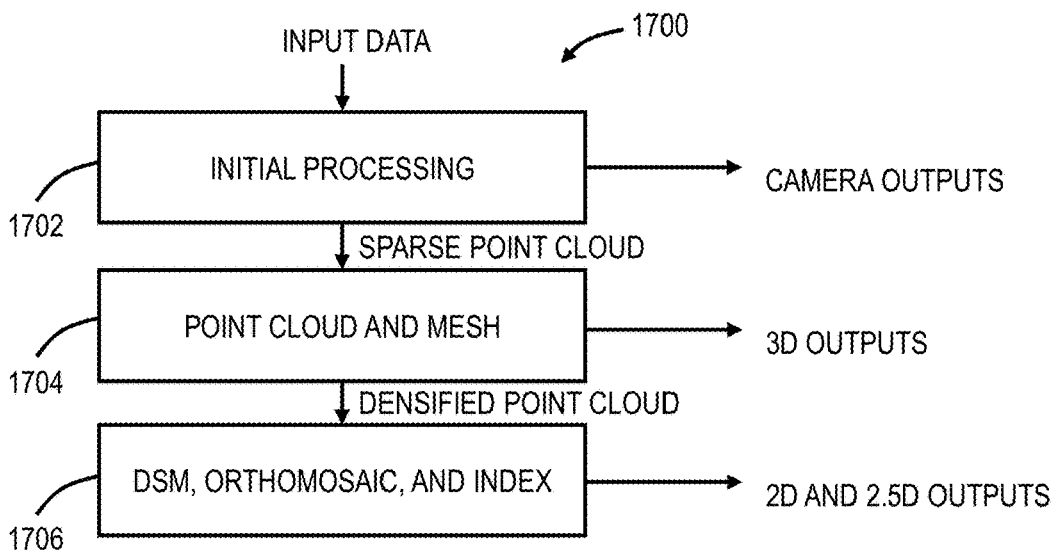 INPUT DATA
1700
INITIAL PROCESSING
CAMERA OUTPUTS
1702
SPARSE POINT CLOUD
POINT CLOUD AND MESH
3D OUTPUTS
1704
DENSIFIED POINT CLOUD
DSM, ORTHOMOSAIC, AND INDEX
2D AND 2.5D OUTPUTS
1706